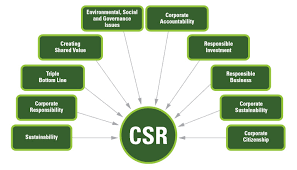 Environmental, Social
and Governance
Issues
Corporate
Accountability
Creating
Shared Value
Responsible
Investment
Triple
Bottom Line
Responsible
Business
Corporate
Responsibility
Corporate
Sustainability
Sustainability
CSR
Corporate
Citizenship